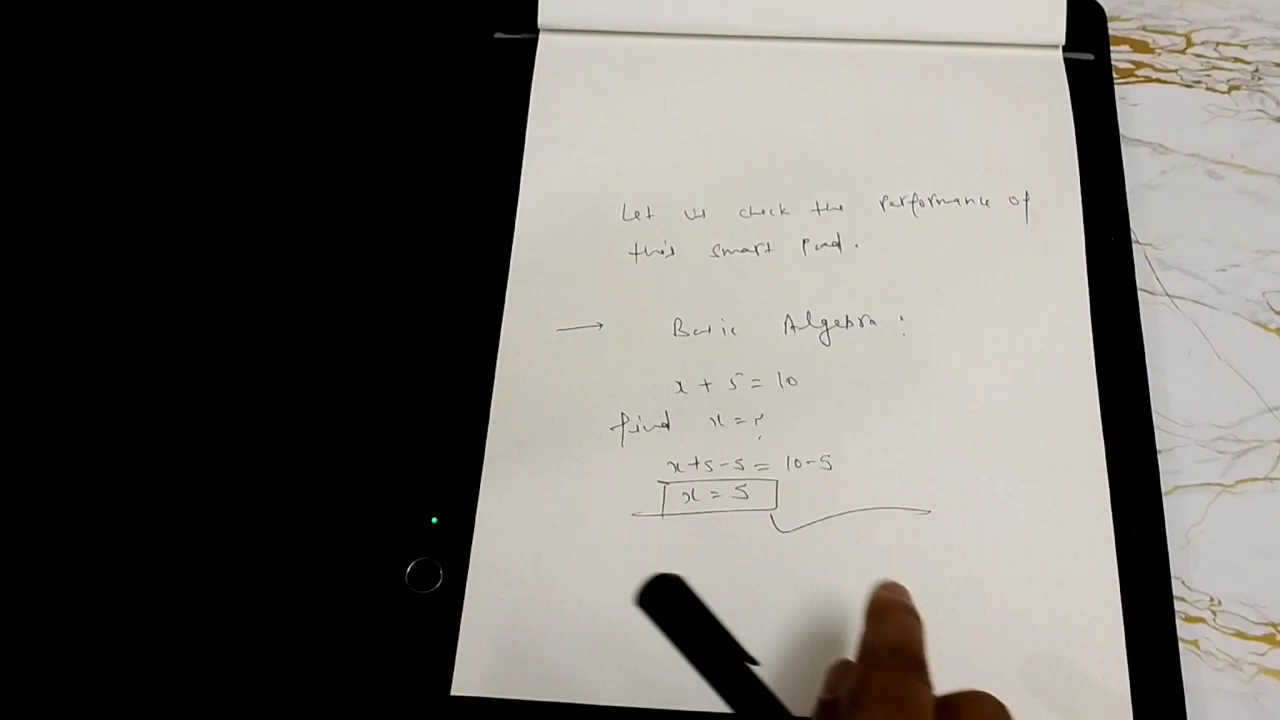 Let us check the performance of
this smart Pad.
→ Basic Algebra :
x + 5 = 10
find x = ?
x+5-5 = 10-5
x = 5